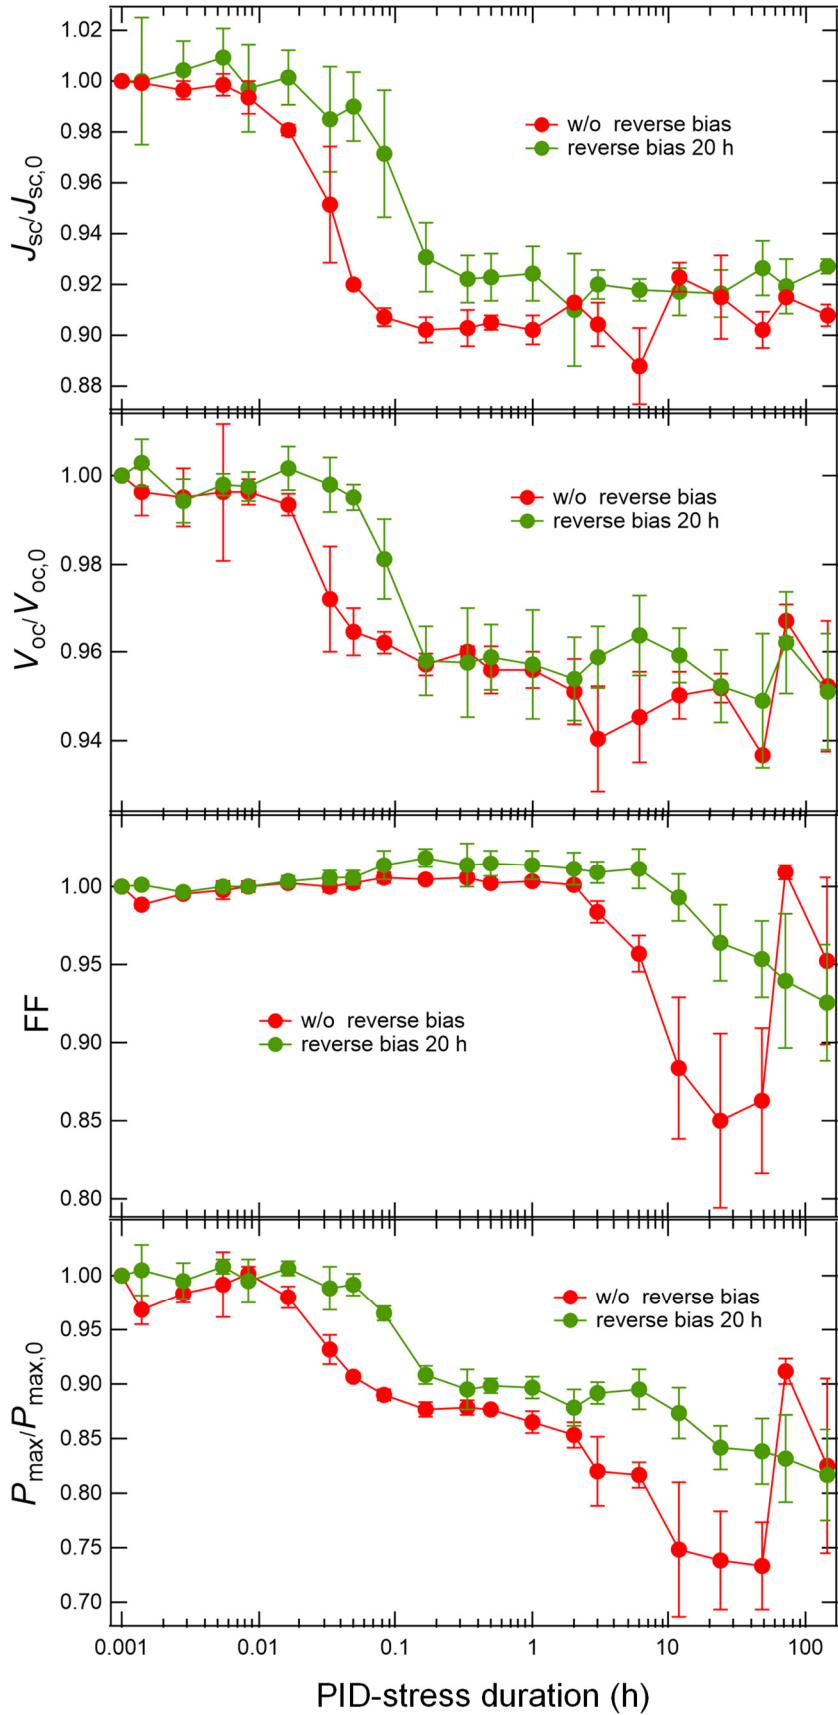 1.02
1.00
0.98
0.96
0.94
0.92
0.90
0.88
Jsc/Jsc,0
w/o reverse bias
reverse bias 20 h
1.00
0.98
0.96
0.94
Voc/Voc,0
w/o reverse bias
reverse bias 20 h
1.00
0.95
0.90
0.85
0.80
FF
w/o reverse bias
reverse bias 20 h
1.00
0.95
0.90
0.85
0.80
0.75
0.70
Pmax/Pmax,0
w/o reverse bias
reverse bias 20 h
0.001 0.01 0.1 1 10 100
PID-stress duration (h)